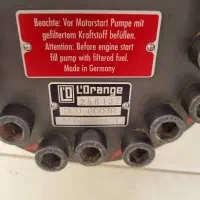 Beachte: Vor Motorstart Pumpe mit
gefiltertem Kraftstoff befüllen.
Attention: Before engine start
fill pump with filtered fuel.
Made in Germany
L'Orange